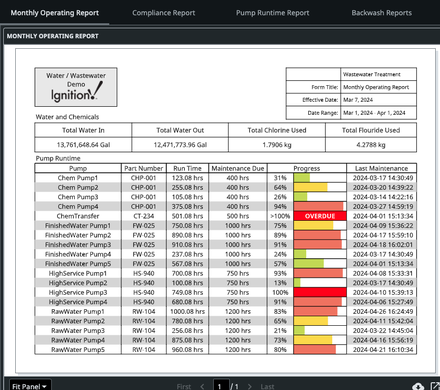 Monthly Operating Report Compliance Report Pump Runtime Report Backwash Reports
MONTHLY OPERATING REPORT
Water / Wastewater
Demo
Ignition!
Wastewater Treatment
Form Title: Monthly Operating Report
Effective Date: Mar 7, 2024
Date Range: Mar 1, 2024 - Apr 1, 2024
Water and Chemicals
Total Water In Total Water Out Total Chlorine Used Total Flouride Used
13,761,648.64 Gal 12,471,773.96 Gal 1.7906 kg 4.2788 kg
Pump Runtime
Pump Part Number Run Time Maintenance Due Progress Last Maintenance
Chem Pump1 CHP-001 123.08 hrs 400 hrs 31% 2024-03-17 14:30:49
Chem Pump2 CHP-001 255.08 hrs 400 hrs 64% 2024-03-20 14:39:22
Chem Pump3 CHP-001 105.08 hrs 400 hrs 26% 2024-03-14 14:22:16
Chem Pump4 CHP-001 375.08 hrs 400 hrs 94% 2024-03-27 14:59:19
ChemTransfer CT-234 501.08 hrs 500 hrs >100% OVERDUE 2024-04-01 15:13:34
FinishedWater Pump1 FW-025 750.08 hrs 1000 hrs 75% 2024-04-09 15:36:22
FinishedWater Pump2 FW-025 890.08 hrs 1000 hrs 89% 2024-04-17 15:59:10
FinishedWater Pump3 FW-025 910.08 hrs 1000 hrs 91% 2024-04-18 16:02:01
FinishedWater Pump4 FW-025 237.08 hrs 1000 hrs 24% 2024-03-17 14:30:49
FinishedWater Pump5 FW-025 567.08 hrs 1000 hrs 57% 2024-04-01 15:13:34
HighService Pump1 HS-940 700.08 hrs 750 hrs 93% 2024-04-08 15:33:31
HighService Pump2 HS-940 100.08 hrs 750 hrs 13% 2024-03-17 14:30:49
HighService Pump3 HS-940 749.08 hrs 750 hrs 100% 2024-04-10 15:39:13
HighService Pump4 HS-940 680.08 hrs 750 hrs 91% 2024-04-06 15:27:49
RawWater Pump1 RW-104 1000.08 hrs 1200 hrs 83% 2024-04-26 16:24:49
RawWater Pump2 RW-104 780.08 hrs 1200 hrs 65% 2024-04-11 15:42:04
RawWater Pump3 RW-104 256.08 hrs 1200 hrs 21% 2024-03-22 14:45:04
RawWater Pump4 RW-104 875.08 hrs 1200 hrs 73% 2024-04-16 15:56:19
RawWater Pump5 RW-104 960.08 hrs 1200 hrs 80% 2024-04-21 16:10:34
Fit Panel First 1 / 1 Last